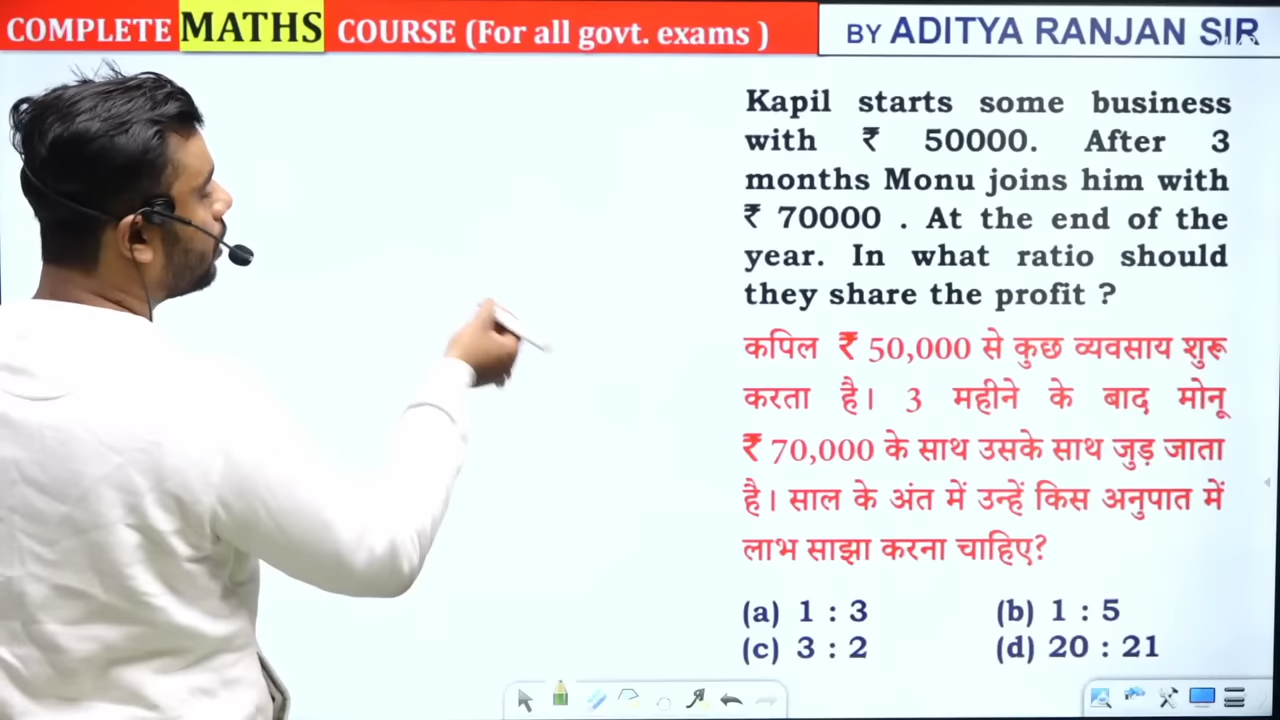 COMPLETE MATHS COURSE (For all govt. exams )
BY ADITYA RANJAN SIR
Kapil starts some business
with ₹ 50000. After 3
months Monu joins him with
₹ 70000 . At the end of the
year. In what ratio should
they share the profit ?
कपिल ₹ 50,000 से कुछ व्यवसाय शुरू
करता है। 3 महीने के बाद मोनू
₹ 70,000 के साथ उसके साथ जुड़ जाता
है। साल के अंत में उन्हें किस अनुपात में
लाभ साझा करना चाहिए?
(a) 1 : 3 (b) 1 : 5
(c) 3 : 2 (d) 20 : 21